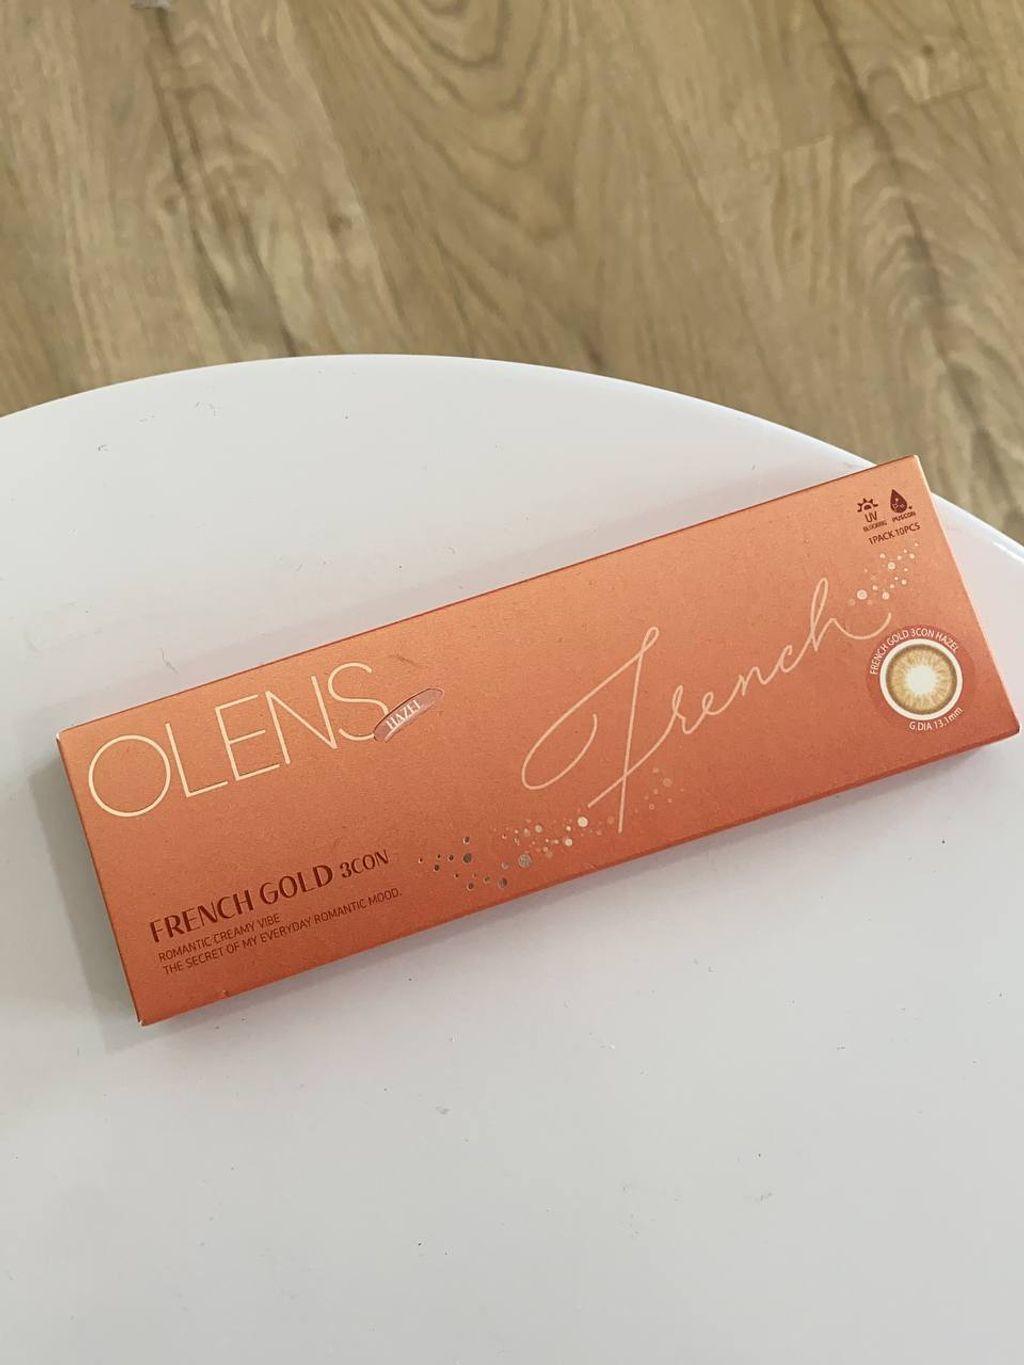 OLENS
HAZEL
French
UV
BLOCKING
PUSCON
1PACK 10PCS
FRENCH GOLD 3CON HAZEL
G.DIA 13.1mm
FRENCH GOLD 3CON
ROMANTIC CREAMY VIBE
THE SECRET OF MY EVERYDAY ROMANTIC MOOD.